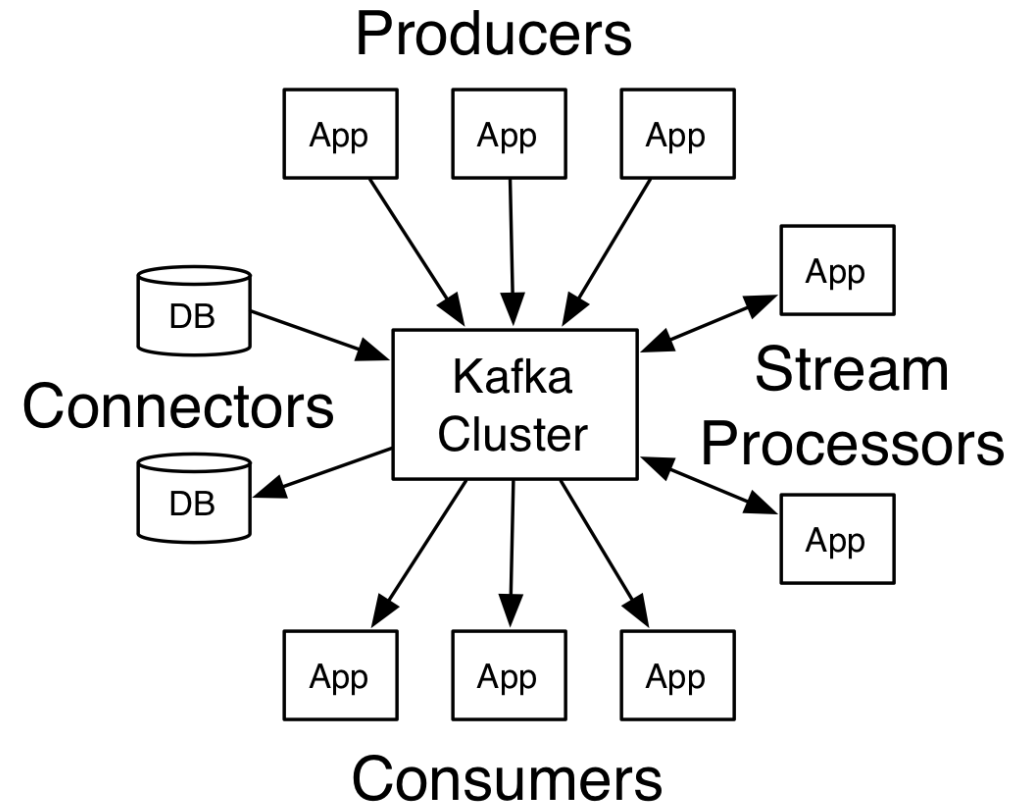 Producers
App
App
App
App
DB
Kafka
Cluster
Stream
Processors
Connectors
DB
App
App
App
App
Consumers